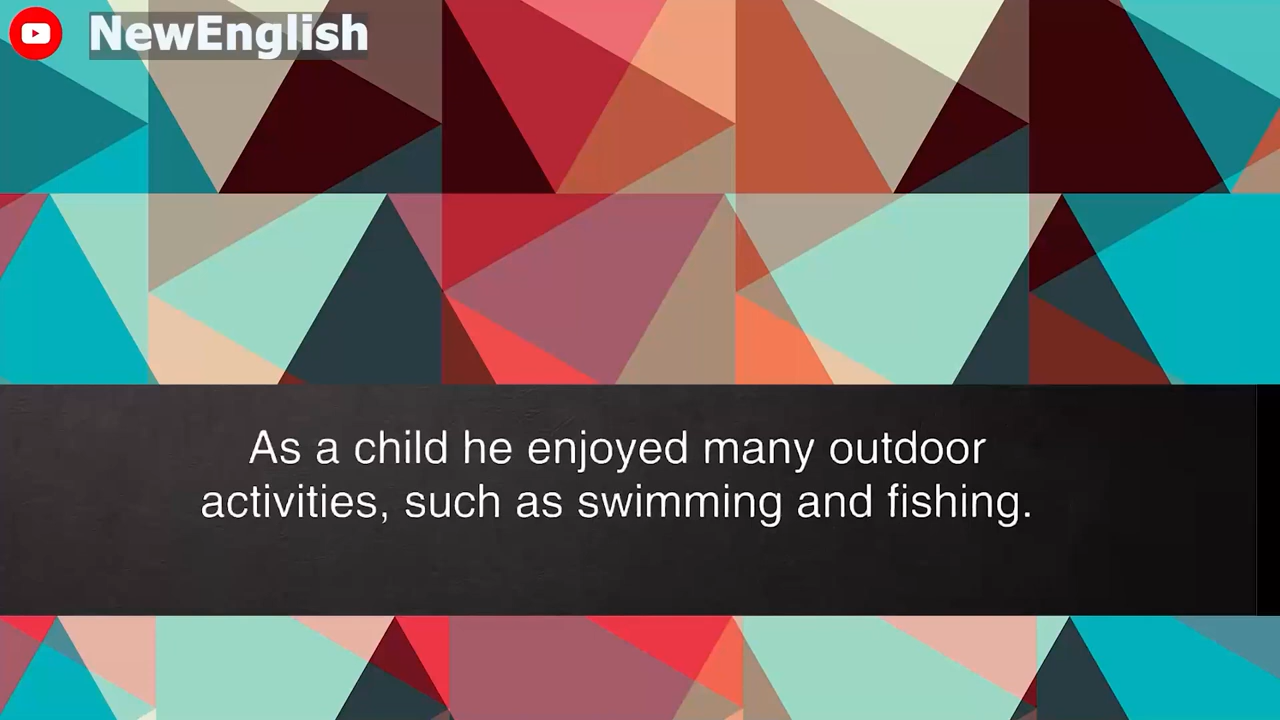 NewEnglish
As a child he enjoyed many outdoor
activities, such as swimming and fishing.